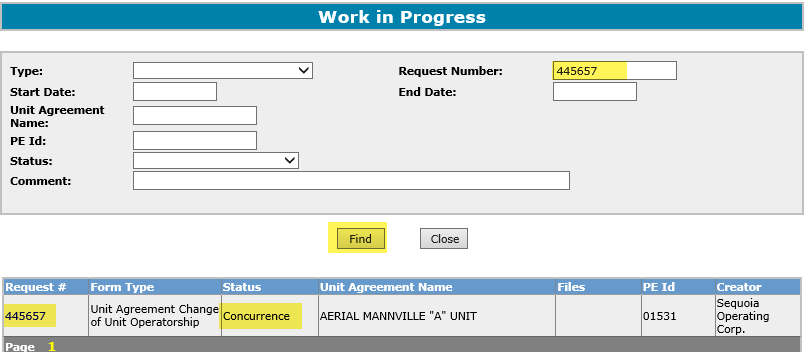 Work in Progress
Type: Request Number: 445657
Start Date: End Date:
Unit Agreement
Name:
PE Id:
Status:
Comment:
Find Close
Request # Form Type Status Unit Agreement Name Files PE Id Creator
445657 Unit Agreement Change of Unit Operatorship Concurrence AERIAL MANNVILLE "A" UNIT 01531 Sequoia Operating Corp.
Page 1